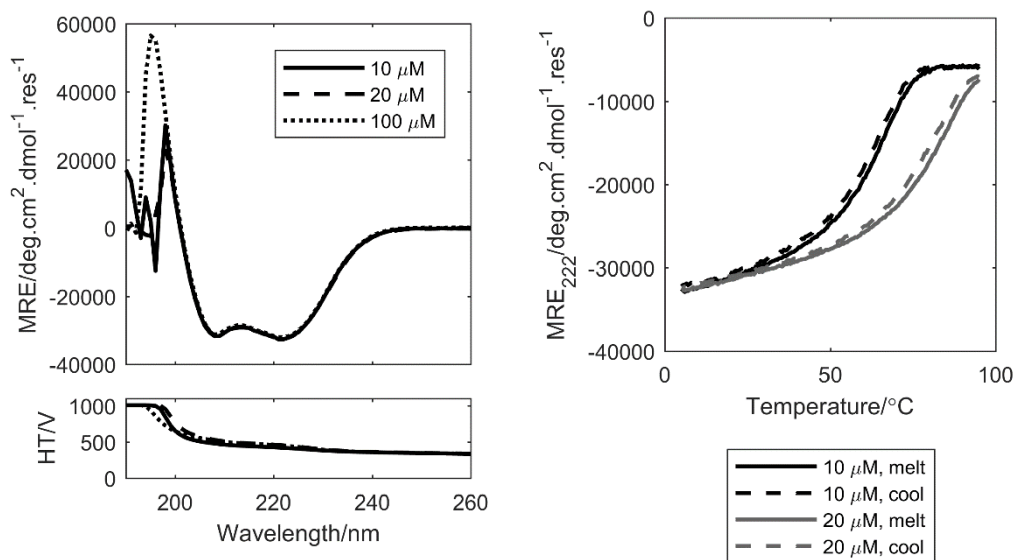 60000
40000
20000
0
-20000
-40000
MRE/deg.cm².dmol⁻¹.res⁻¹
10 μM
20 μM
100 μM
1000
500
0
HT/V
200 220 240 260
Wavelength/nm
0
-10000
-20000
-30000
-40000
MRE₂₂₂/deg.cm².dmol⁻¹.res⁻¹
0 50 100
Temperature/°C
10 μM, melt
10 μM, cool
20 μM, melt
20 μM, cool